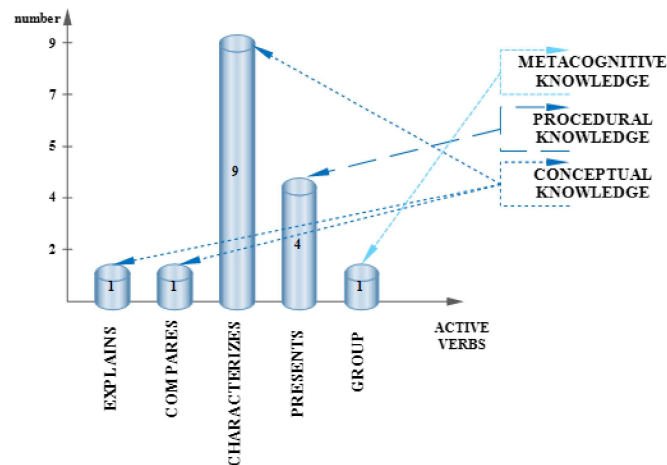 number
9
7
5
4
2
9
4
1
1
1
METACOGNITIVE
KNOWLEDGE
PROCEDURAL
KNOWLEDGE
CONCEPTUAL
KNOWLEDGE
EXPLAINS
COMPARES
CHARACTERIZES
PRESENTS
GROUP
ACTIVE
VERBS